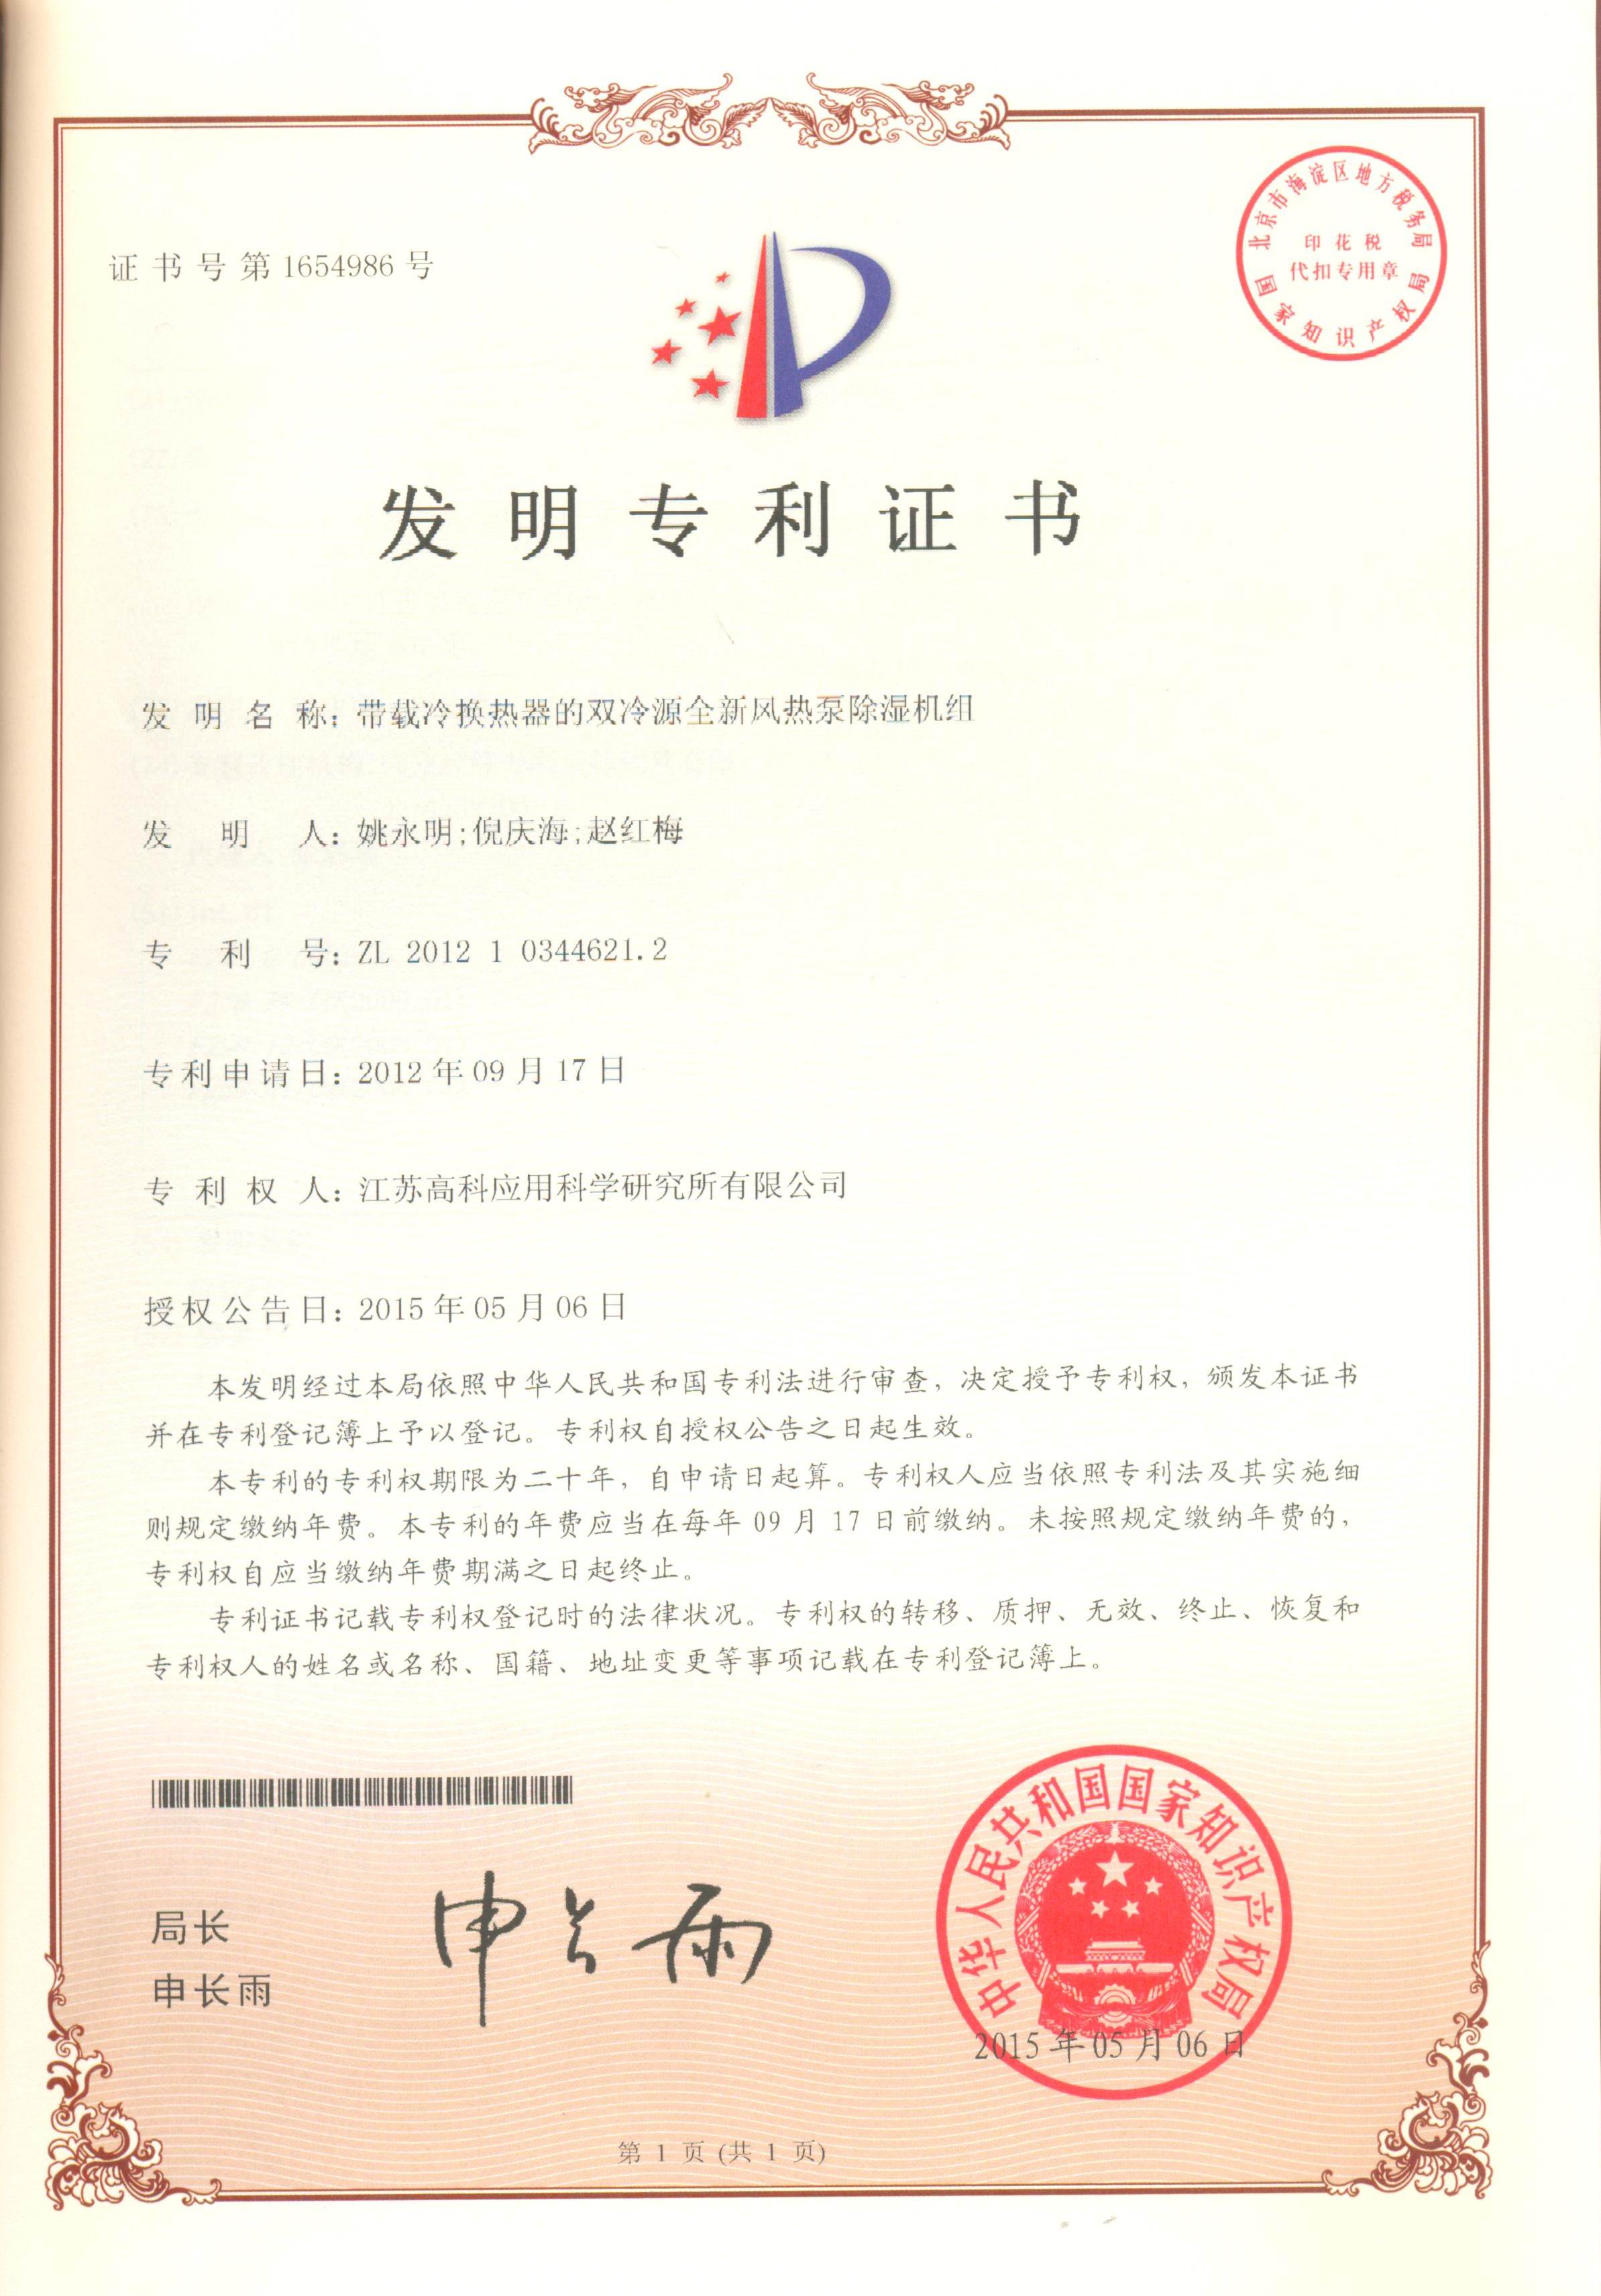 证书号第1654986号
北京市海淀区地方税务局
印花税
代扣专用章
国家知识产权局
发明专利证书
发明名称：带载冷换热器的双冷源全新风热泵除湿机组
发明人：姚永明;倪庆海;赵红梅
专利号：ZL 2012 1 0344621.2
专利申请日：2012年09月17日
专利权人：江苏高科应用科学研究所有限公司
授权公告日：2015年05月06日
本发明经过本局依照中华人民共和国专利法进行审查，决定授予专利权，颁发本证书
并在专利登记簿上予以登记。专利权自授权公告之日起生效。
本专利的专利权期限为二十年，自申请日起算。专利权人应当依照专利法及其实施细
则规定缴纳年费。本专利的年费应当在每年09月17日前缴纳。未按照规定缴纳年费的，
专利权自应当缴纳年费期满之日起终止。
专利证书记载专利权登记时的法律状况。专利权的转移、质押、无效、终止、恢复和
专利权人的姓名或名称、国籍、地址变更等事项记载在专利登记簿上。
局长
申长雨
申长雨
中华人民共和国国家知识产权局
2015年05月06日
第 1 页 (共 1 页)